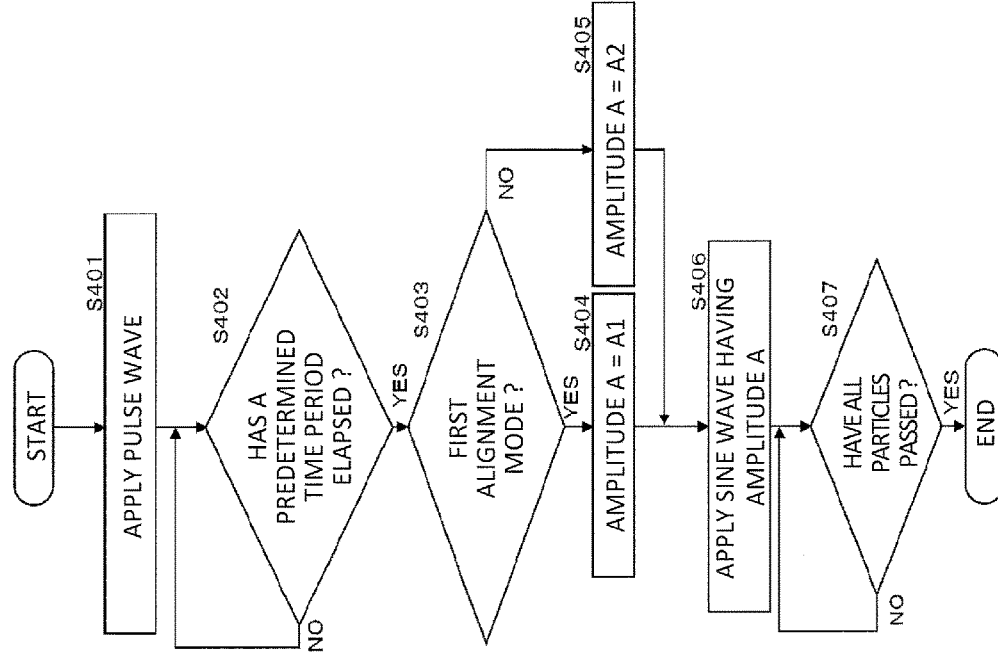 START
S401
APPLY PULSE WAVE
S402
HAS A
PREDETERMINED
TIME PERIOD
ELAPSED ?
NO
YES
S403
FIRST
ALIGNMENT
MODE ?
NO
YES
S404
AMPLITUDE A = A1
S405
AMPLITUDE A = A2
S406
APPLY SINE WAVE HAVING
AMPLITUDE A
S407
HAVE ALL
PARTICLES
PASSED ?
NO
YES
END